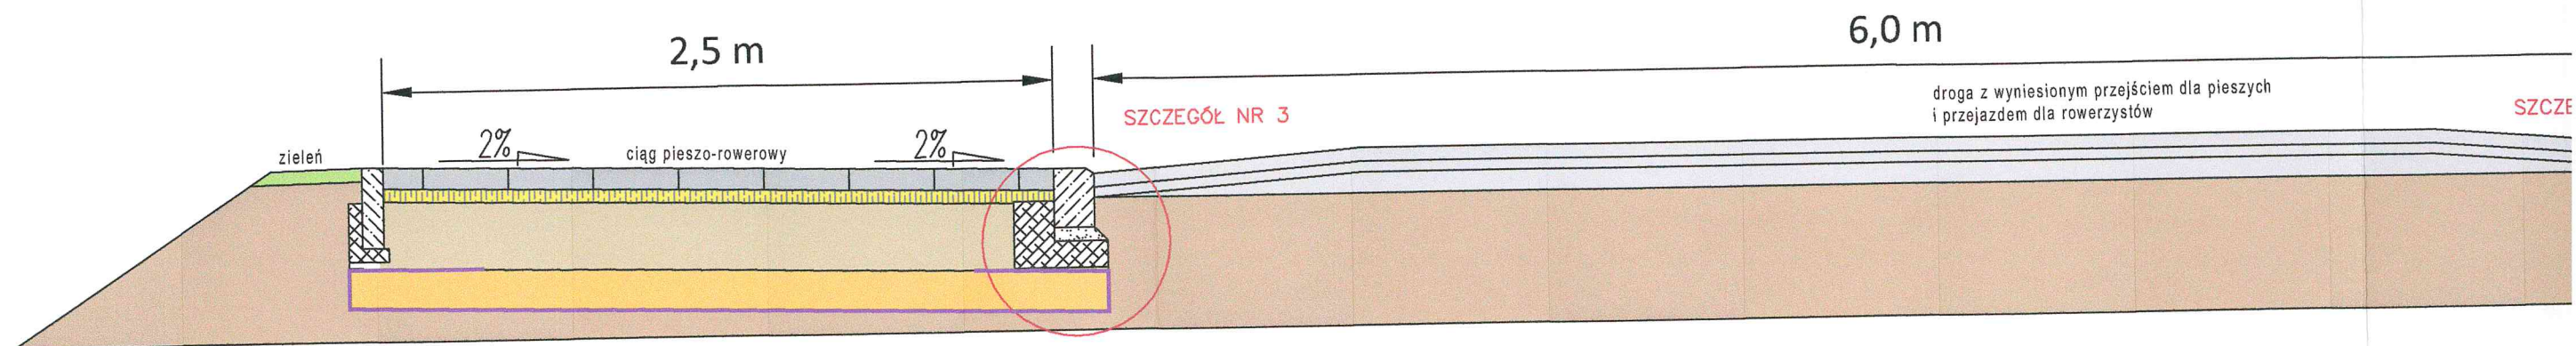 2,5 m
6,0 m
droga z wyniesionym przejściem dla pieszych
i przejazdem dla rowerzystów
SZCZEGÓŁ NR 3
SZCZE
zieleń
2%
ciąg pieszo-rowerowy
2%